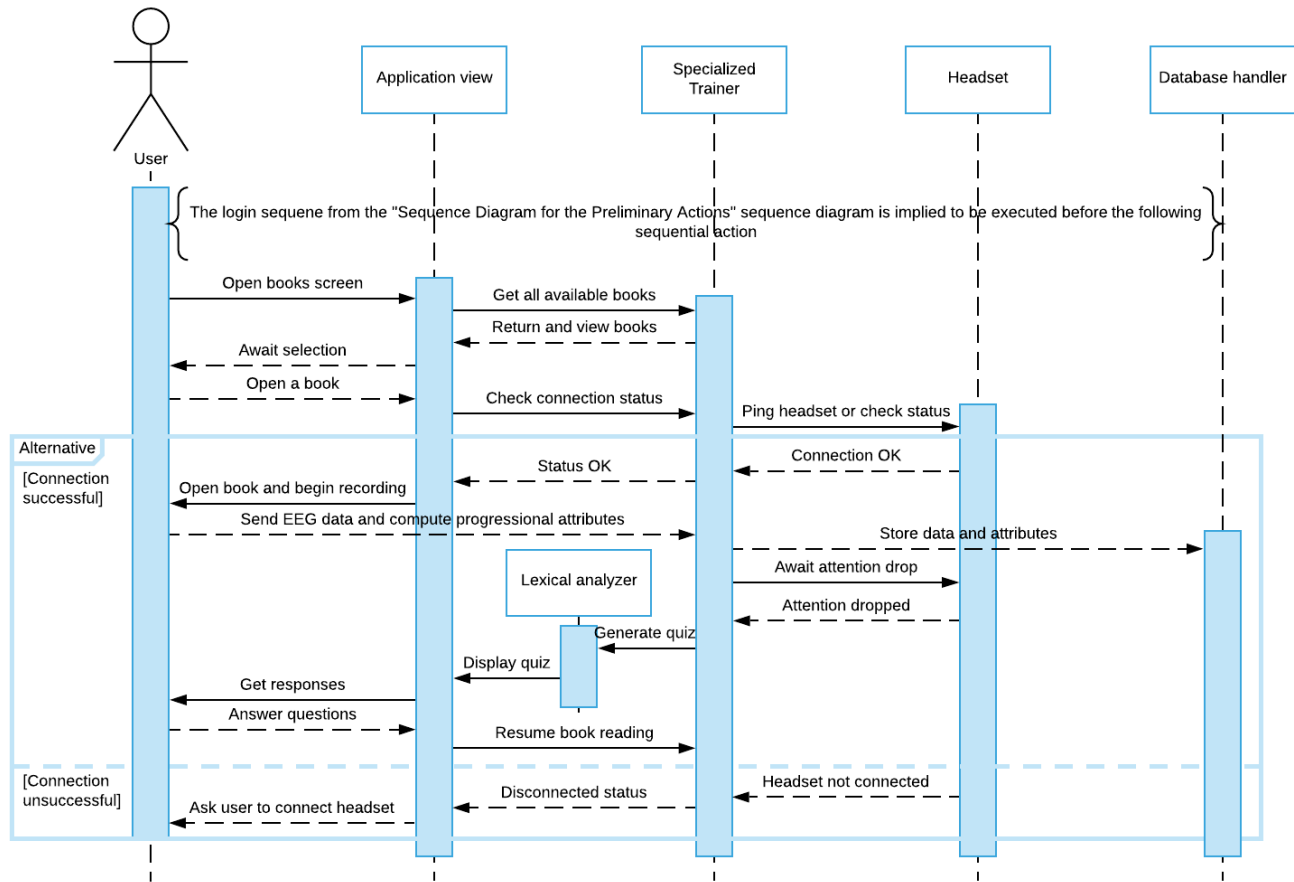 Application view
Specialized
Trainer
Headset
Database handler
User
The login sequene from the "Sequence Diagram for the Preliminary Actions" sequence diagram is implied to be executed before the following
sequential action
Open books screen
Get all available books
Return and view books
Await selection
Open a book
Check connection status
Ping headset or check status
Alternative
[Connection
successful]
Connection OK
Status OK
Open book and begin recording
Send EEG data and compute progressional attributes
Store data and attributes
Lexical analyzer
Await attention drop
Attention dropped
Generate quiz
Display quiz
Get responses
Answer questions
Resume book reading
[Connection
unsuccessful]
Headset not connected
Disconnected status
Ask user to connect headset